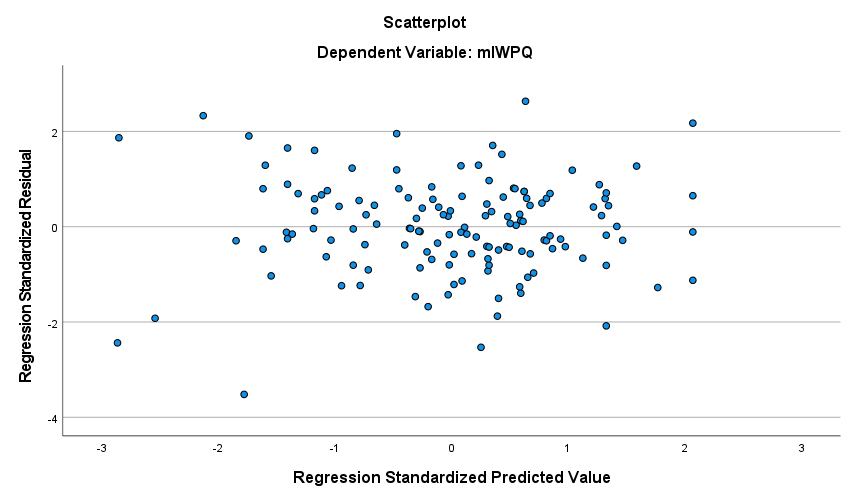 Scatterplot
Dependent Variable: mIWPQ
Regression Standardized Residual
2
0
-2
-4
-3
-2
-1
0
1
2
3
Regression Standardized Predicted Value